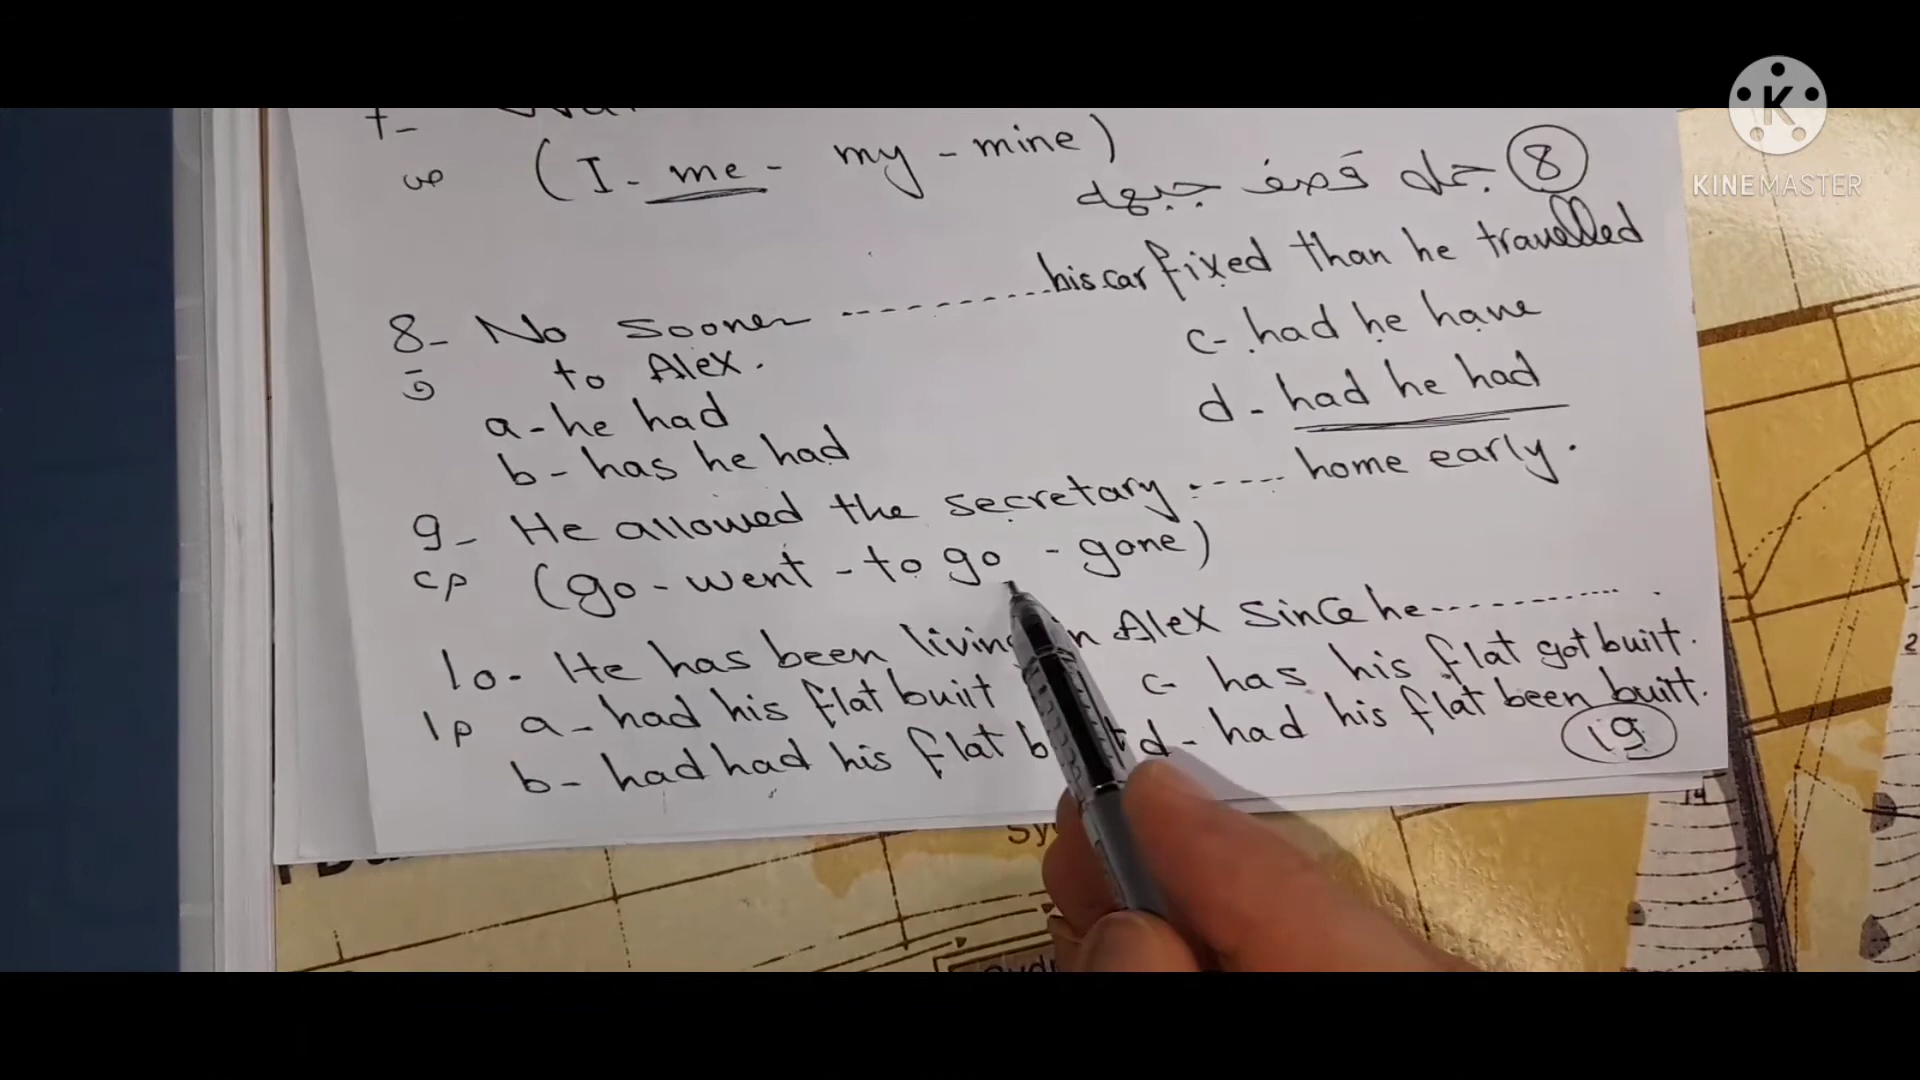 7-
(I - me - my - mine)
8 جمل قصف جبهه
8- No sooner ---------- his car fixed than he travelled
to Alex.
a- he had
c- had he have
b- has he had
d- had he had
9- He allowed the secretary ------ home early.
(go - went - to go - gone)
10- He has been living in Alex since he ------------ .
a- had his flat built
c- has his flat got built.
b- had had his flat b
d- had his flat been built.
19
KINEMASTER